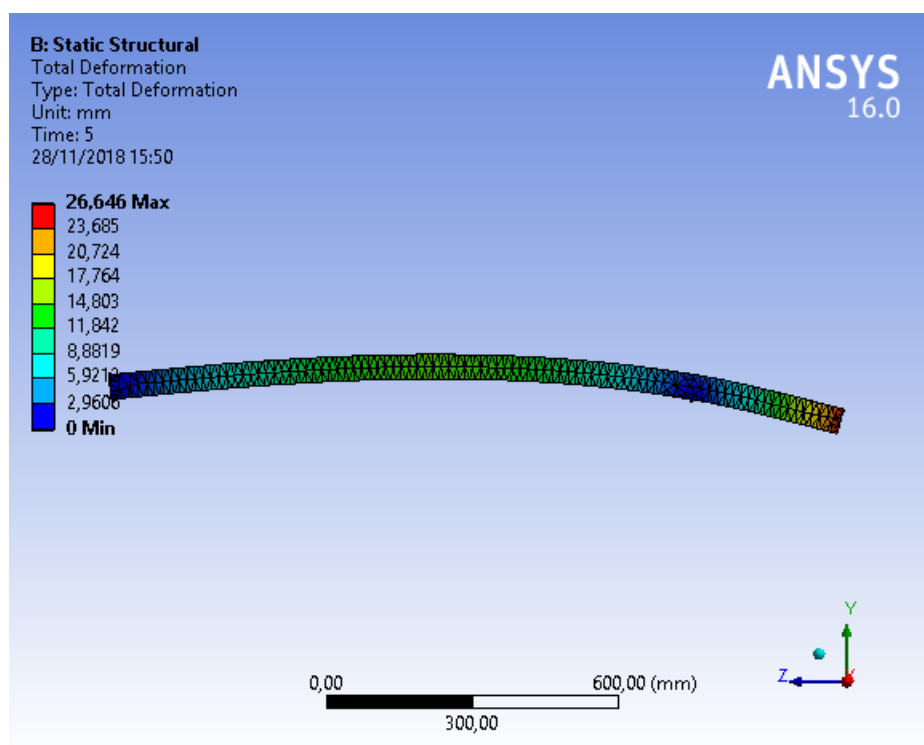 B: Static Structural
Total Deformation
Type: Total Deformation
Unit: mm
Time: 5
28/11/2018 15:50
ANSYS
16.0
26,646 Max
23,685
20,724
17,764
14,803
11,842
8,8819
5,9213
2,9606
0 Min
Y
Z
0,00
600,00 (mm)
300,00